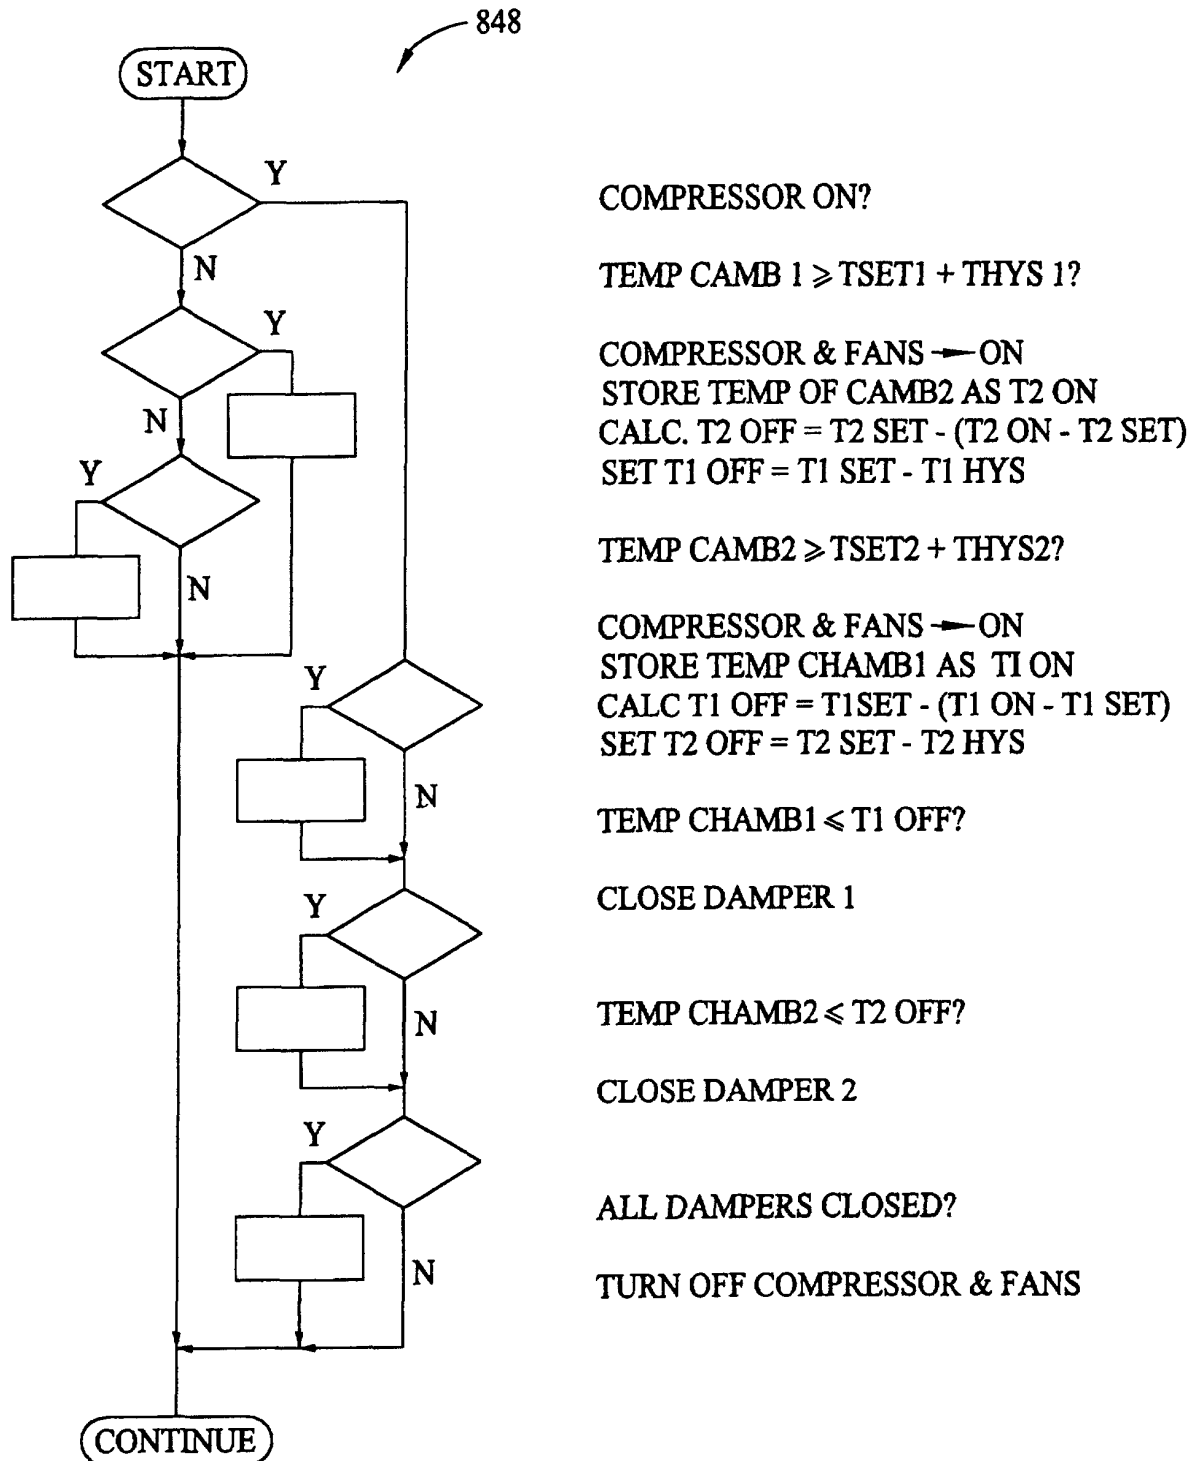 848
START
Y
COMPRESSOR ON?
N
TEMP CAMB 1 ⩾ TSET1 + THYS 1?
Y
COMPRESSOR & FANS → ON
STORE TEMP OF CAMB2 AS T2 ON
N
CALC. T2 OFF = T2 SET - (T2 ON - T2 SET)
Y
SET T1 OFF = T1 SET - T1 HYS
TEMP CAMB2 ⩾ TSET2 + THYS2?
N
COMPRESSOR & FANS → ON
STORE TEMP CHAMB1 AS TI ON
Y
CALC T1 OFF = T1SET - (T1 ON - T1 SET)
SET T2 OFF = T2 SET - T2 HYS
N
TEMP CHAMB1 ⩽ T1 OFF?
CLOSE DAMPER 1
Y
TEMP CHAMB2 ⩽ T2 OFF?
N
CLOSE DAMPER 2
Y
ALL DAMPERS CLOSED?
N
TURN OFF COMPRESSOR & FANS
CONTINUE